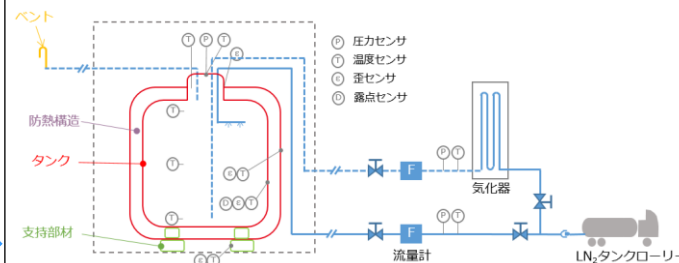 ベント
T P T
ε
P 圧力センサ
T 温度センサ
ε 歪センサ
D 露点センサ
T
防熱構造
タンク
T
ε T
D ε T
T
支持部材
ε T
F
P T
気化器
F
P T
流量計
LN₂タンクローリー